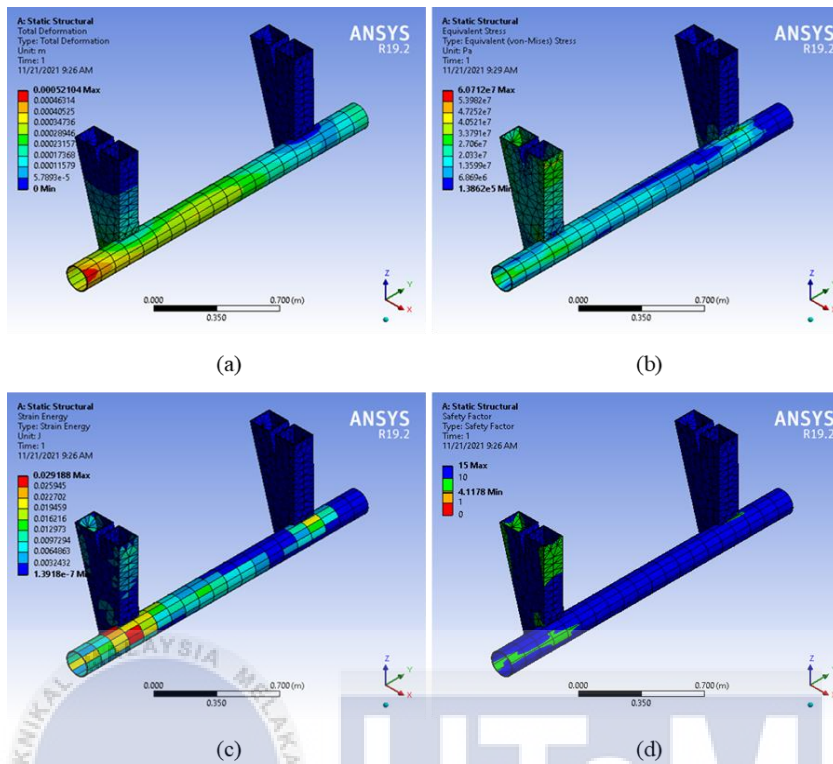 A: Static Structural
Total Deformation
Type: Total Deformation
Unit: m
Time: 1
11/21/2021 9:26 AM
0.00052104 Max
0.00046314
0.00040525
0.00034736
0.00028946
0.00023157
0.00017368
0.00011579
5.7893e-5
0 Min
ANSYS
R19.2
Z
Y
X
0.000
0.700 (m)
0.350
(a)
A: Static Structural
Equivalent Stress
Type: Equivalent (von-Mises) Stress
Unit: Pa
Time: 1
11/21/2021 9:29 AM
6.0712e7 Max
5.3982e7
4.7252e7
4.0521e7
3.3791e7
2.706e7
2.033e7
1.3599e7
6.869e6
1.3862e5 Min
ANSYS
R19.2
Z
Y
X
0.000
0.700 (m)
0.350
(b)
A: Static Structural
Strain Energy
Type: Strain Energy
Unit: J
Time: 1
11/21/2021 9:26 AM
0.029188 Max
0.025945
0.022702
0.019459
0.016216
0.012973
0.0097294
0.0064863
0.0032432
1.3918e-7 M
ANSYS
R19.2
Z
Y
X
0.000
0.700 (m)
0.350
(c)
A: Static Structural
Safety Factor
Type: Safety Factor
Time: 1
11/21/2021 9:26 AM
15 Max
10
4.1178 Min
1
0
ANSYS
R19.2
Z
Y
X
0.000
0.700 (m)
0.350
(d)
KNIKAL MALAYSIA MELAKA
UTeM